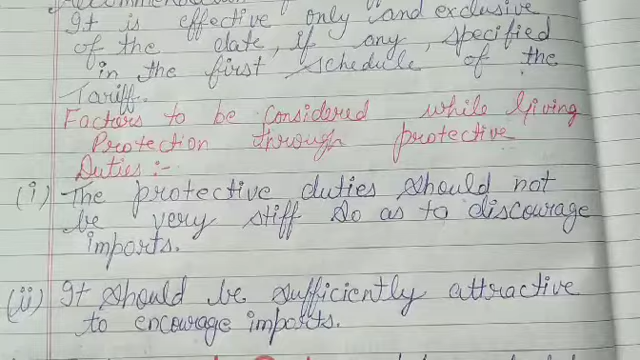 It is effective only and exclusive
of the date, if any, specified
in the first schedule of the
Tariff.
Factors to be considered while Giving
Protection through protective
Duties :-
(i) The protective duties should not
be very stiff so as to discourage
imports.
(ii) It should be sufficiently attractive
to encourage imports.